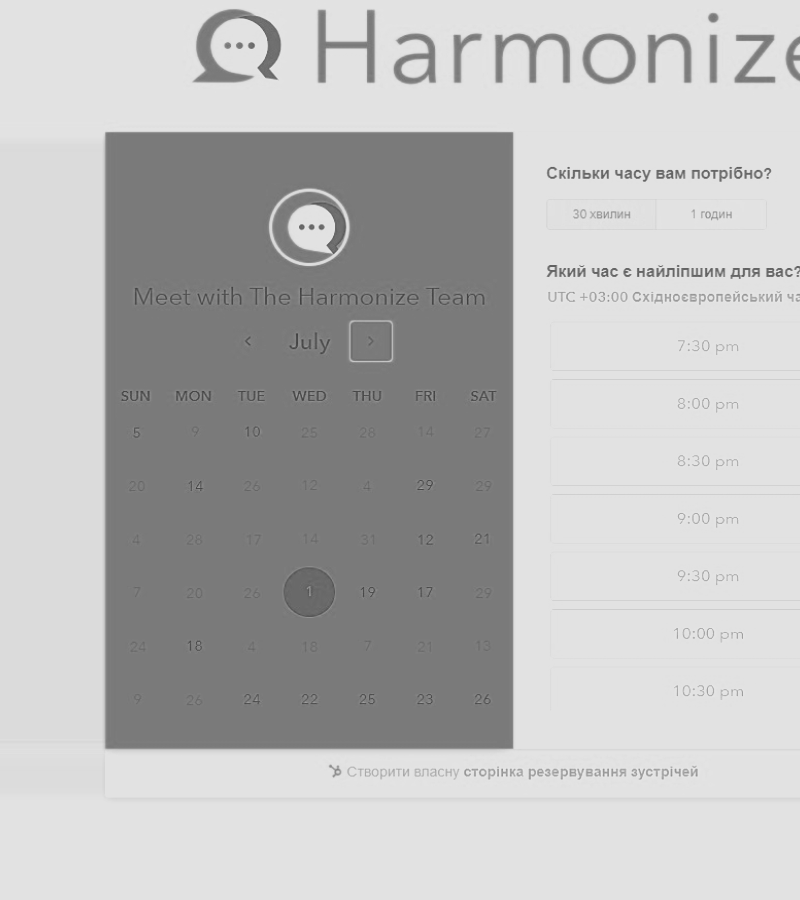 Harmonize
Meet with The Harmonize Team
July
SUN MON TUE WED THU FRI SAT
5 9 10 25 28 14 27
20 14 26 12 4 29 29
4 28 17 14 31 12 21
7 20 26 1 19 17 29
24 18 4 18 7 21 13
9 26 24 22 25 23 26
Скільки часу вам потрібно?
30 хвилин 1 годин
Який час є найліпшим для вас?
UTC +03:00 Східноєвропейський
7:30 pm
8:00 pm
8:30 pm
9:00 pm
9:30 pm
10:00 pm
10:30 pm
Створити власну сторінка резервування зустрічей